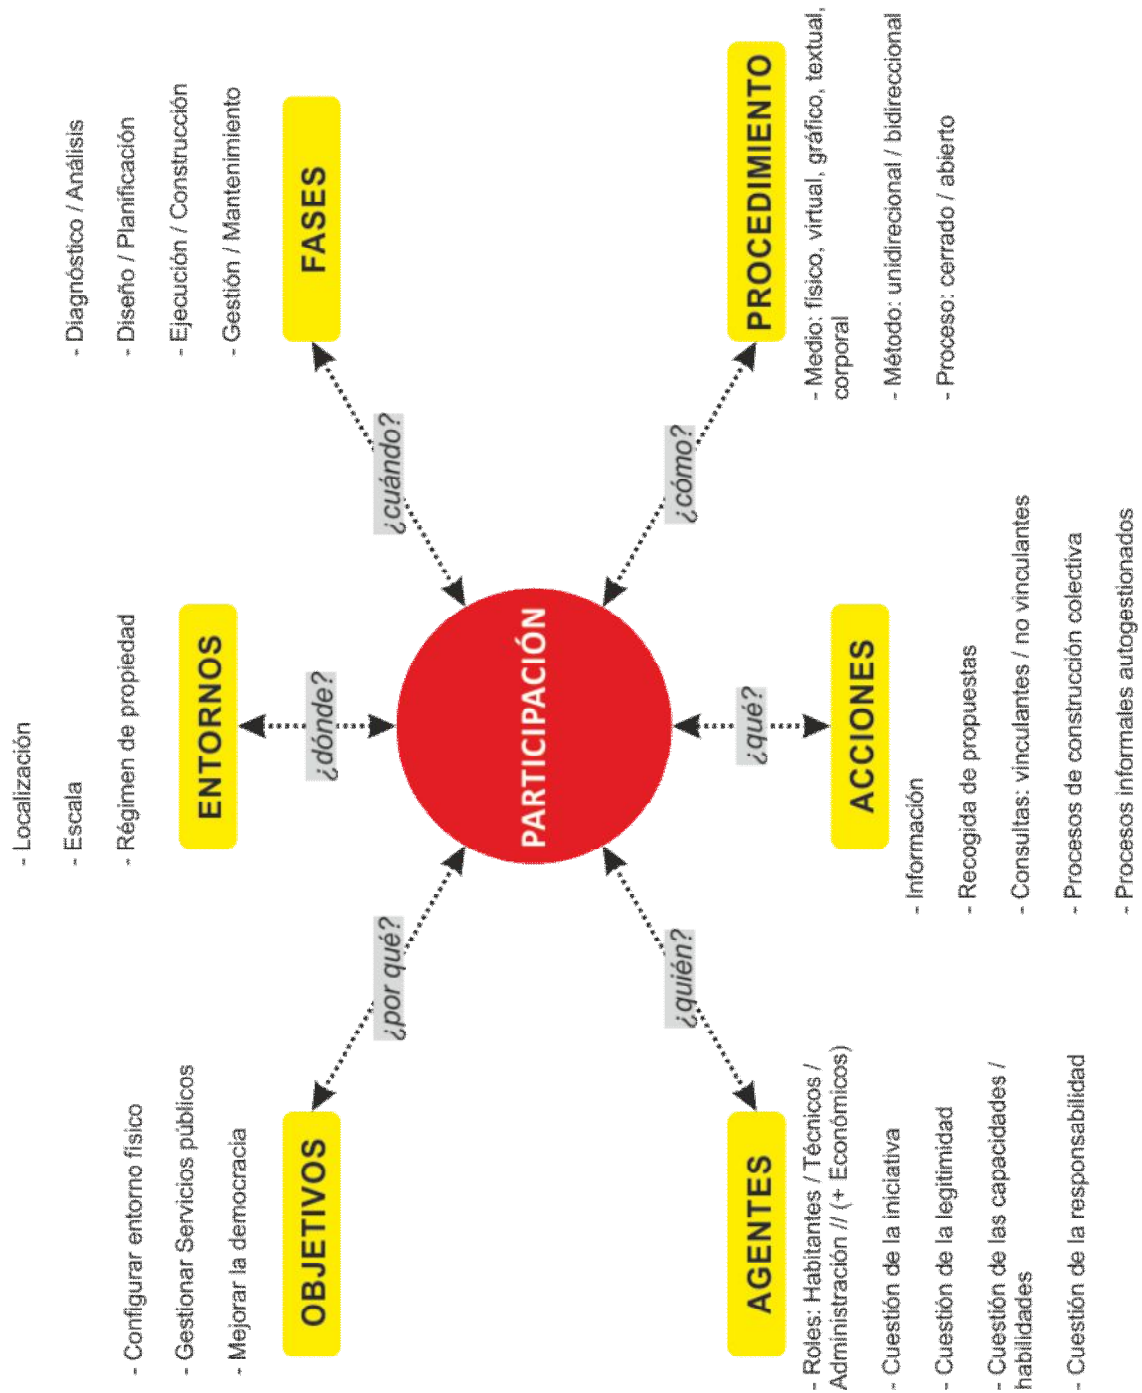 - Configurar entorno físico
- Gestionar Servicios públicos
- Mejorar la democracia
OBJETIVOS
¿por qué?
- Localización
- Escala
- Régimen de propiedad
ENTORNOS
¿dónde?
- Diagnóstico / Análisis
- Diseño / Planificación
- Ejecución / Construcción
- Gestión / Mantenimiento
FASES
¿cuándo?
PARTICIPACIÓN
¿quién?
AGENTES
- Roles: Habitantes / Técnicos /
Administración // (+ Económicos)
- Cuestión de la iniciativa
- Cuestión de la legitimidad
- Cuestión de las capacidades /
habilidades
- Cuestión de la responsabilidad
¿qué?
ACCIONES
- Información
- Recogida de propuestas
- Consultas: vinculantes / no vinculantes
- Procesos de construcción colectiva
- Procesos informales autogestionados
¿cómo?
PROCEDIMIENTO
- Medio: físico, virtual, gráfico, textual,
corporal
- Método: unidirecional / bidireccional
- Proceso: cerrado / abierto